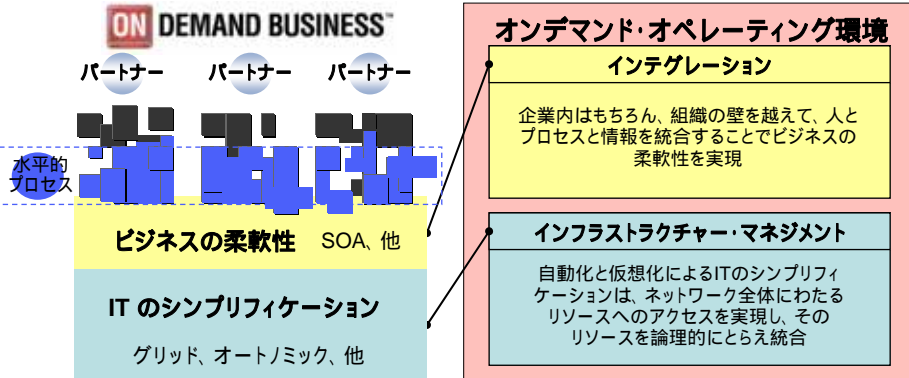 ON DEMAND BUSINESS™
パートナー パートナー パートナー
水平的
プロセス
ビジネスの柔軟性 SOA、他
IT のシンプリフィケーション
グリッド、オートノミック、他
オンデマンド・オペレーティング環境
インテグレーション
企業内はもちろん、組織の壁を越えて、人と
プロセスと情報を統合することでビジネスの
柔軟性を実現
インフラストラクチャー・マネジメント
自動化と仮想化によるITのシンプリフィ
ケーションは、ネットワーク全体にわたる
リソースへのアクセスを実現し、その
リソースを論理的にとらえ統合